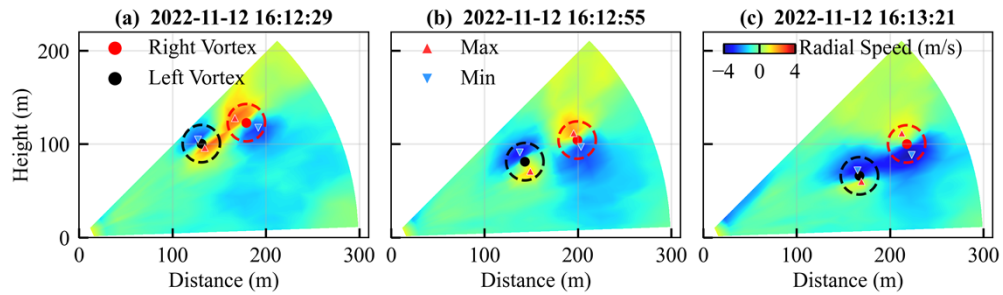 (a) 2022-11-12 16:12:29
(b) 2022-11-12 16:12:55
(c) 2022-11-12 16:13:21
Height (m)
200
100
0
Right Vortex
Left Vortex
Max
Min
Radial Speed (m/s)
−4 0 4
0 100 200 300
0 100 200 300
0 100 200 300
Distance (m)
Distance (m)
Distance (m)